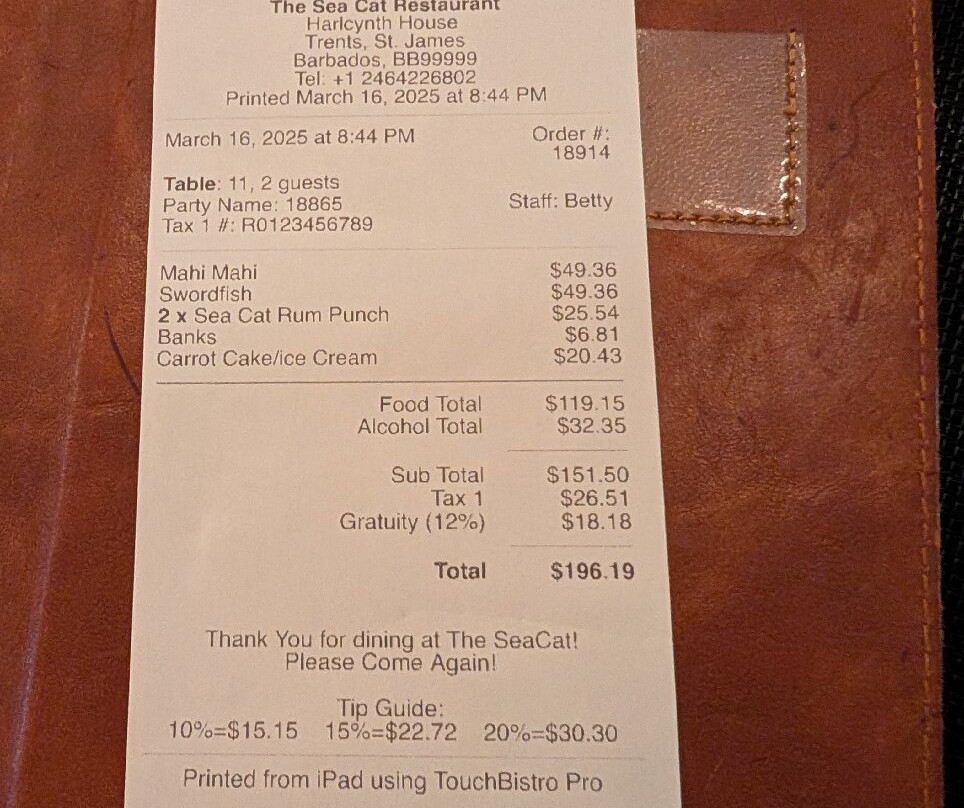 The Sea Cat Restaurant
Harlcynth House
Trents, St. James
Barbados, BB99999
Tel: +1 2464226802
Printed March 16, 2025 at 8:44 PM
March 16, 2025 at 8:44 PM Order #:
18914
Table: 11, 2 guests
Party Name: 18865 Staff: Betty
Tax 1 #: R0123456789
Mahi Mahi $49.36
Swordfish $49.36
2 x Sea Cat Rum Punch $25.54
Banks $6.81
Carrot Cake/ice Cream $20.43
Food Total $119.15
Alcohol Total $32.35
Sub Total $151.50
Tax 1 $26.51
Gratuity (12%) $18.18
Total $196.19
Thank You for dining at The SeaCat!
Please Come Again!
Tip Guide:
10%=$15.15 15%=$22.72 20%=$30.30
Printed from iPad using TouchBistro Pro